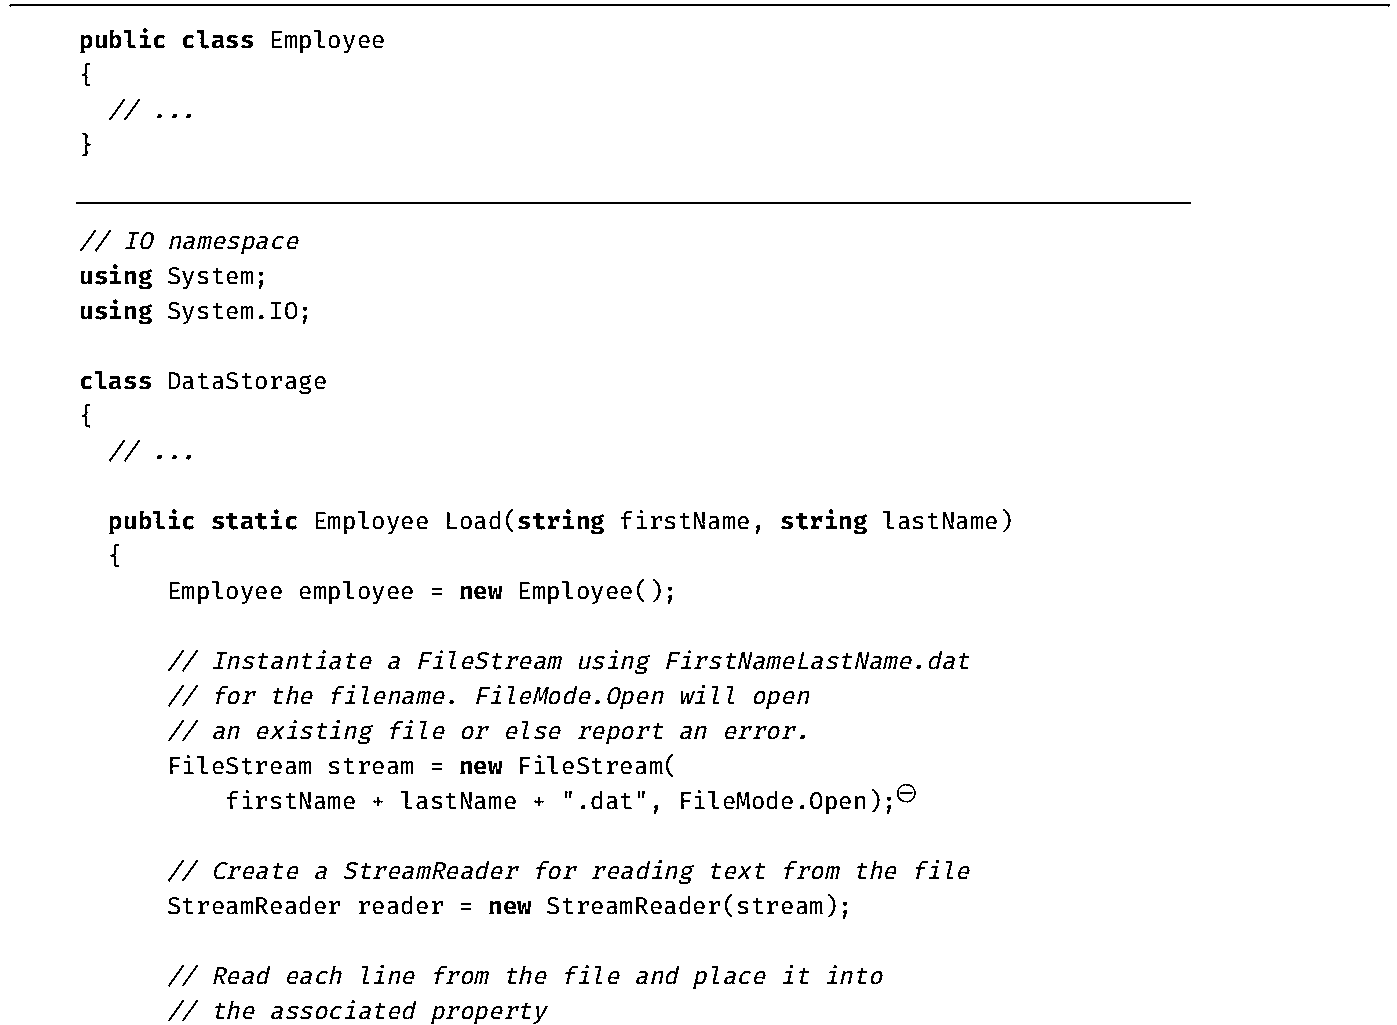 public class Employee
{
  // ...
}
// IO namespace
using System;
using System.IO;
class DataStorage
{
  // ...
  public static Employee Load(string firstName, string lastName)
  {
      Employee employee = new Employee();
      // Instantiate a FileStream using FirstNameLastName.dat
      // for the filename. FileMode.Open will open
      // an existing file or else report an error.
      FileStream stream = new FileStream(
          firstName + lastName + ".dat", FileMode.Open);⊖
      // Create a StreamReader for reading text from the file
      StreamReader reader = new StreamReader(stream);
      // Read each line from the file and place it into
      // the associated property